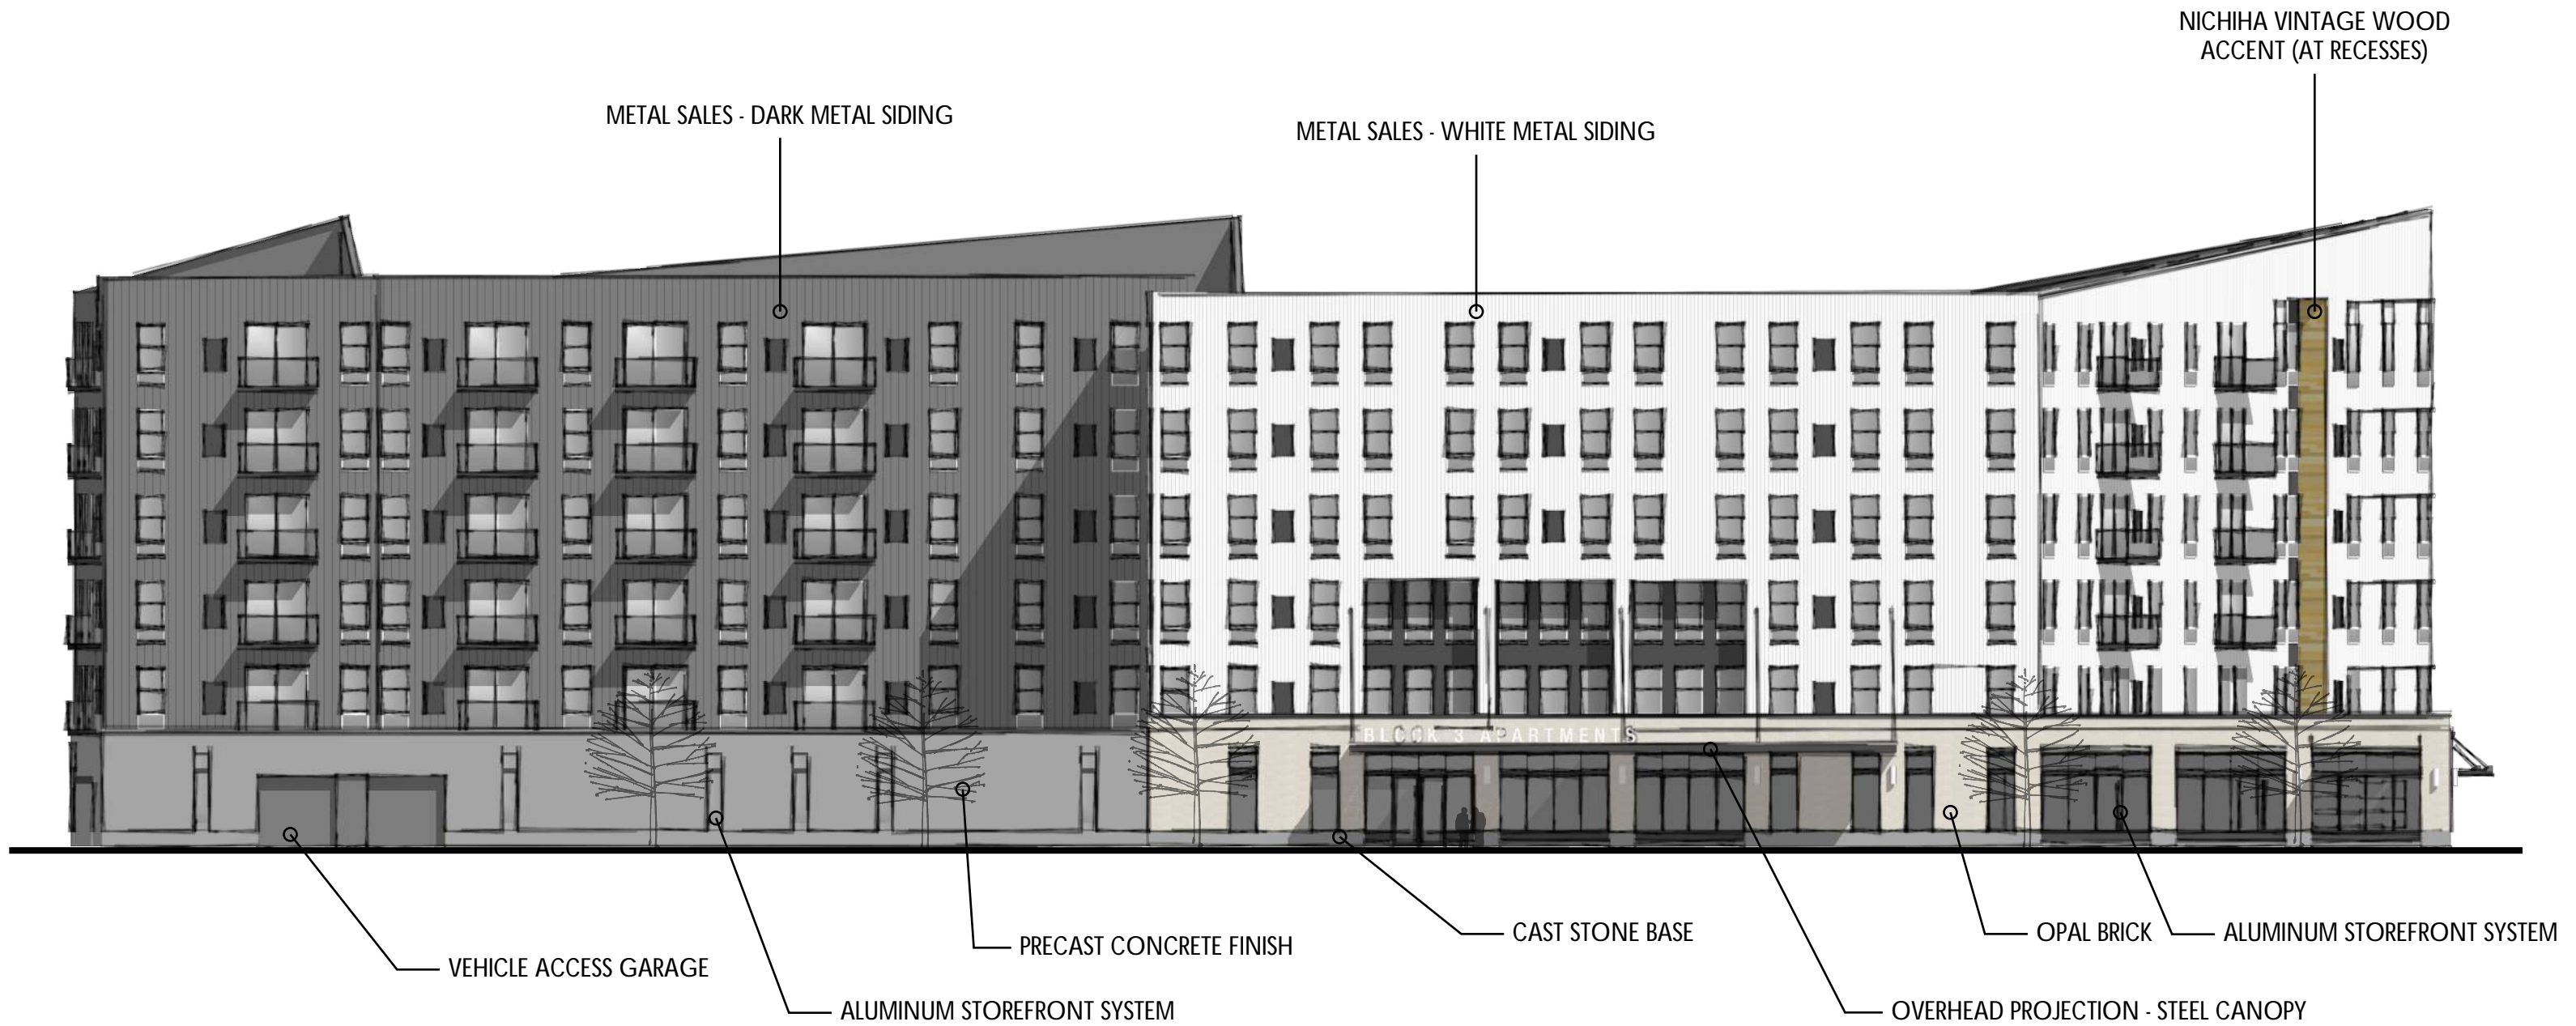 NICHIHA VINTAGE WOOD
ACCENT (AT RECESSES)
METAL SALES - DARK METAL SIDING
METAL SALES - WHITE METAL SIDING
BLOCK 3 APARTMENTS
CAST STONE BASE
OPAL BRICK
ALUMINUM STOREFRONT SYSTEM
PRECAST CONCRETE FINISH
VEHICLE ACCESS GARAGE
ALUMINUM STOREFRONT SYSTEM
OVERHEAD PROJECTION - STEEL CANOPY